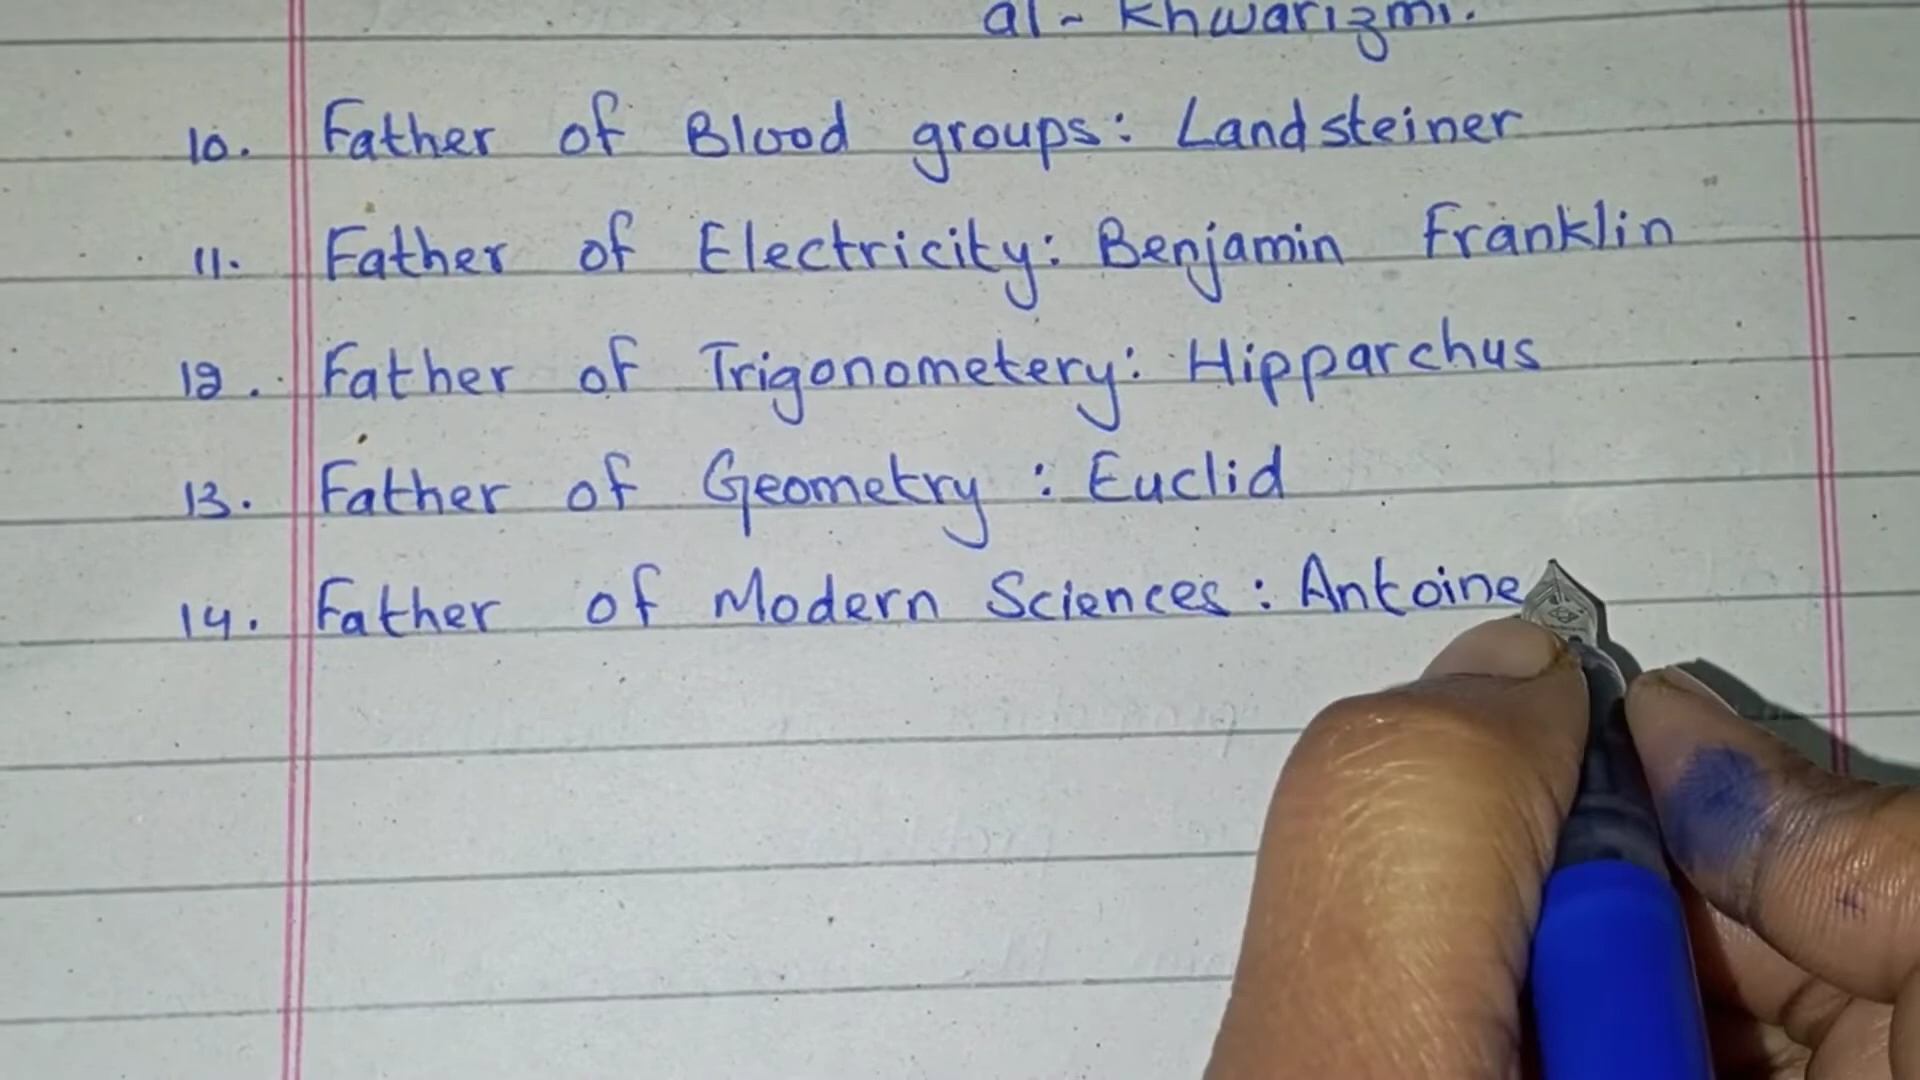 al-Khwarizmi.
10. Father of Blood groups: Landsteiner
11. Father of Electricity: Benjamin Franklin
12. Father of Trigonometery: Hipparchus
13. Father of Geometry : Euclid
14. Father of Modern Sciences: Antoine